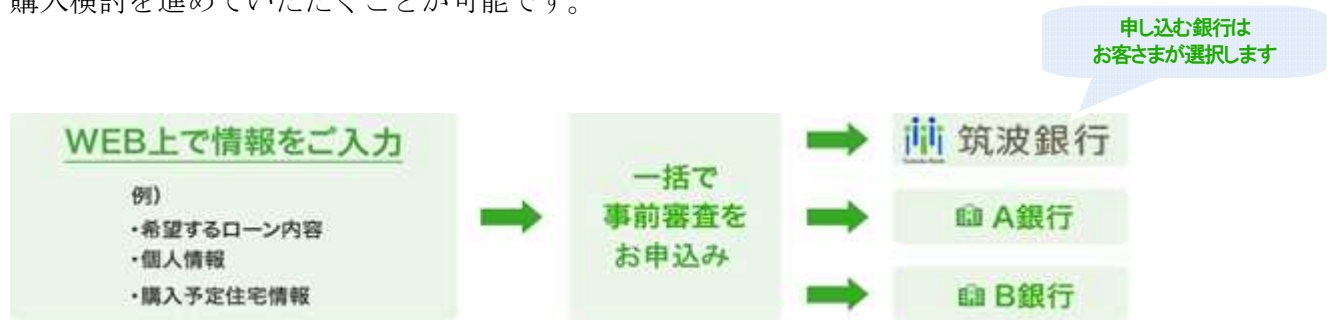 購入検討を進めていただくことが可能です。
申し込む銀行は
お客さまが選択します
WEB上で情報をご入力
例）
・希望するローン内容
・個人情報
・購入予定住宅情報
一括で
事前審査を
お申込み
筑波銀行
A銀行
B銀行